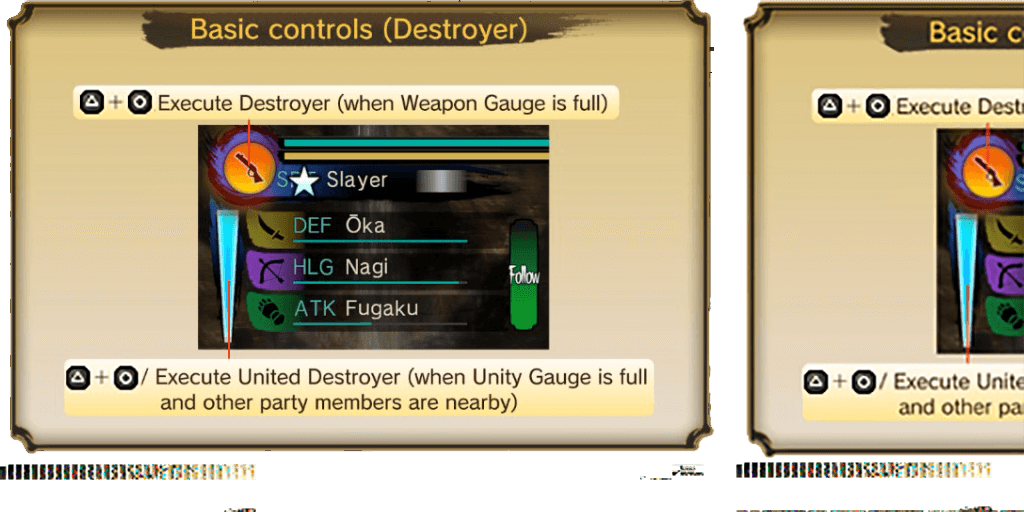 Basic controls (Destroyer)
+ Execute Destroyer (when Weapon Gauge is full)
Slayer
DEF Ōka
HLG Nagi
ATK Fugaku
Follow
+ / Execute United Destroyer (when Unity Gauge is full
and other party members are nearby)
Basic c
+ Execute Destr
+ / Execute Unite
and other pa